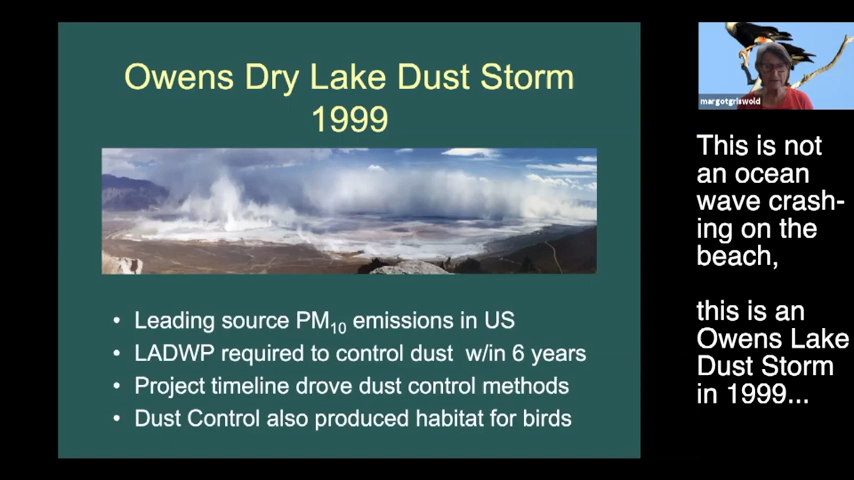 Owens Dry Lake Dust Storm
1999
• Leading source PM₁₀ emissions in US
• LADWP required to control dust w/in 6 years
• Project timeline drove dust control methods
• Dust Control also produced habitat for birds
margotgriswold
This is not
an ocean
wave crash-
ing on the
beach,
this is an
Owens Lake
Dust Storm
in 1999...